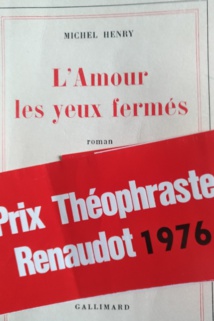 MICHEL HENRY
L'Amour
les yeux fermés
roman
Prix Théophraste
Renaudot 1976
GALLIMARD